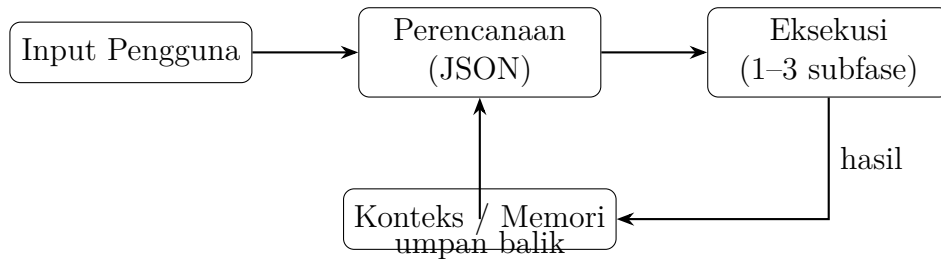 Input Pengguna
Perencanaan
(JSON)
Eksekusi
(1–3 subfase)
hasil
Konteks / Memori
umpan balik